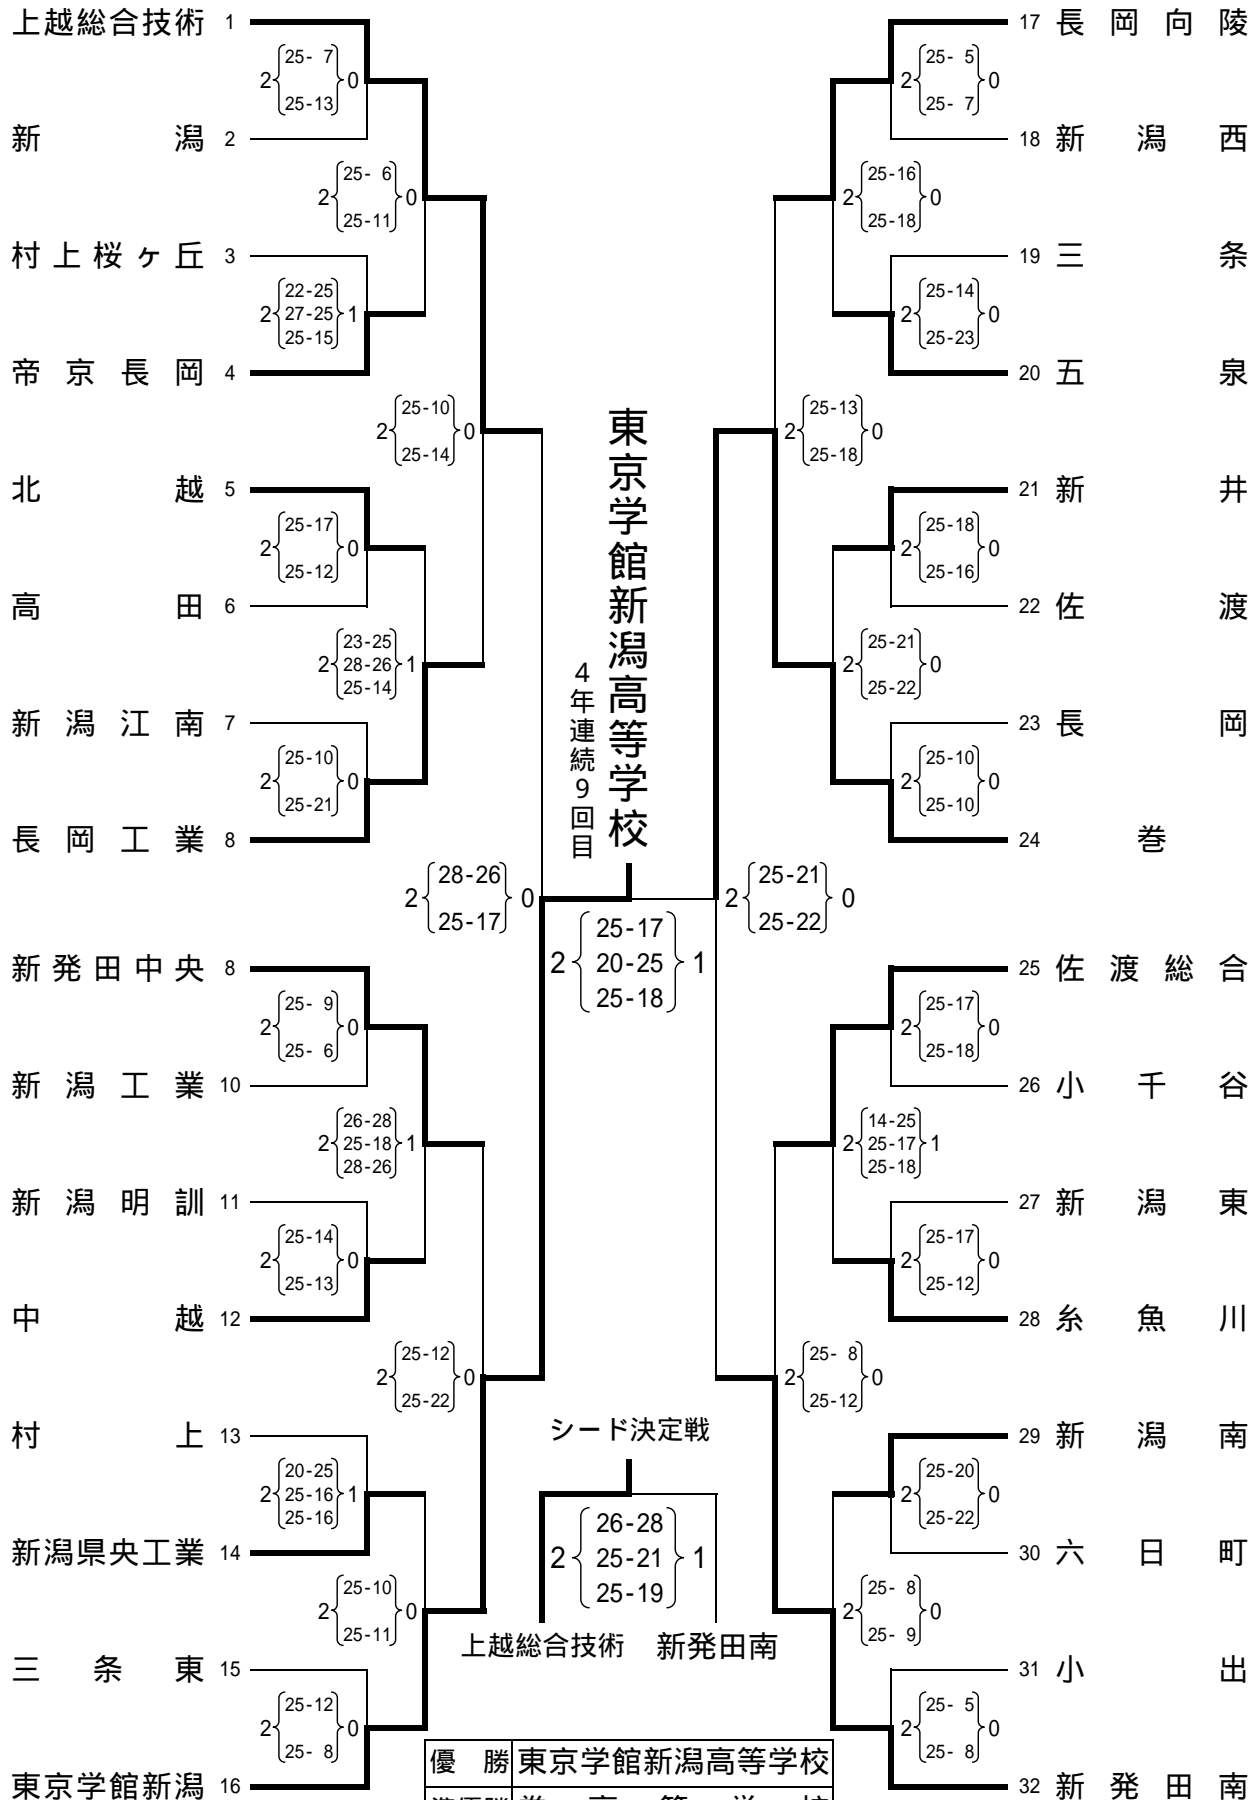 上越総合技術 1
2 25- 7 0
25-13
新潟 2
2 25- 6 0
25-11
村上桜ヶ丘 3
22-25
2 27-25 1
25-15
帝京長岡 4
2 25-10 0
25-14
北越 5
2 25-17 0
25-12
高田 6
23-25
2 28-26 1
25-14
新潟江南 7
2 25-10 0
25-21
長岡工業 8
2 28-26 0
25-17
新発田中央 8
2 25- 9 0
25- 6
新潟工業 10
26-28
2 25-18 1
28-26
新潟明訓 11
2 25-14 0
25-13
中越 12
2 25-12 0
25-22
村上 13
20-25
2 25-16 1
25-16
新潟県央工業 14
2 25-10 0
25-11
三条東 15
2 25-12 0
25- 8
東京学館新潟 16
東京学館新潟高等学校
4年連続9回目
25-17
2 20-25 1
25-18
シード決定戦
26-28
2 25-21 1
25-19
上越総合技術 新発田南
優勝 東京学館新潟高等学校
準優勝 巻高等学校
17 長岡向陵
2 25- 5 0
25- 7
18 新潟西
2 25-16 0
25-18
19 三条
2 25-14 0
25-23
20 五泉
2 25-13 0
25-18
21 新井
2 25-18 0
25-16
22 佐渡
2 25-21 0
25-22
23 長岡
2 25-10 0
25-10
24 巻
2 25-21 0
25-22
25 佐渡総合
2 25-17 0
25-18
26 小千谷
14-25
2 25-17 1
25-18
27 新潟東
2 25-17 0
25-12
28 糸魚川
2 25- 8 0
25-12
29 新潟南
2 25-20 0
25-22
30 六日町
2 25- 8 0
25- 9
31 小出
2 25- 5 0
25- 8
32 新発田南